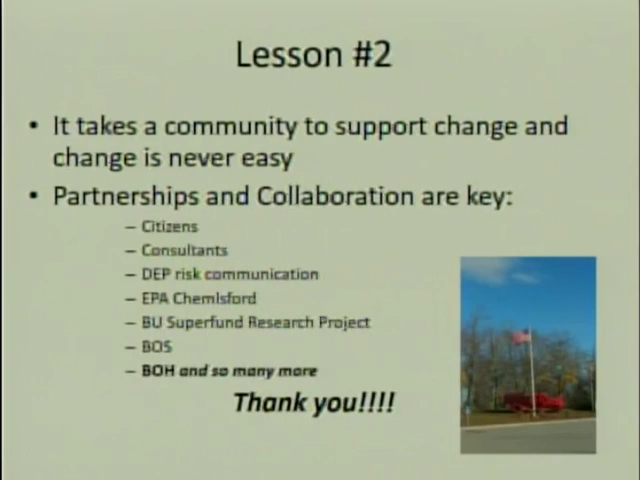 Lesson #2
• It takes a community to support change and
change is never easy
• Partnerships and Collaboration are key:
– Citizens
– Consultants
– DEP risk communication
– EPA Chemlsford
– BU Superfund Research Project
– BOS
– BOH and so many more
Thank you!!!!